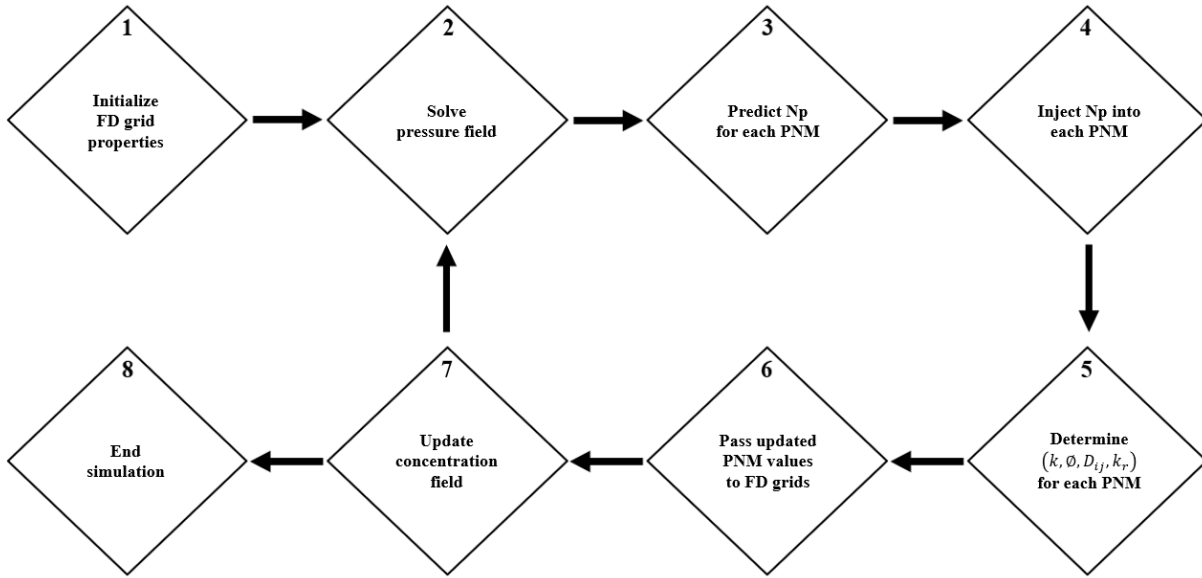 1
Initialize
FD grid
properties
2
Solve
pressure field
3
Predict Np
for each PNM
4
Inject Np into
each PNM
5
Determine
(k, ∅, D_{ij}, k_r)
for each PNM
6
Pass updated
PNM values
to FD grids
7
Update
concentration
field
8
End
simulation